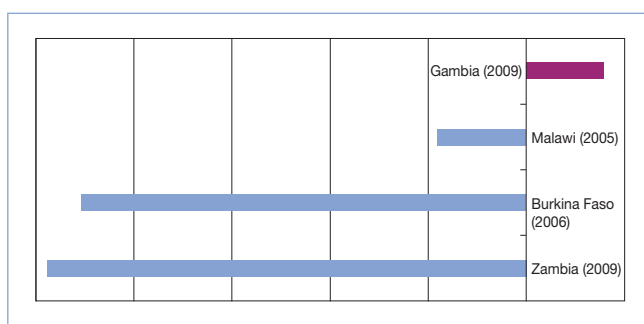 Gambia (2009)
Malawi (2005)
Burkina Faso
(2006)
Zambia (2009)